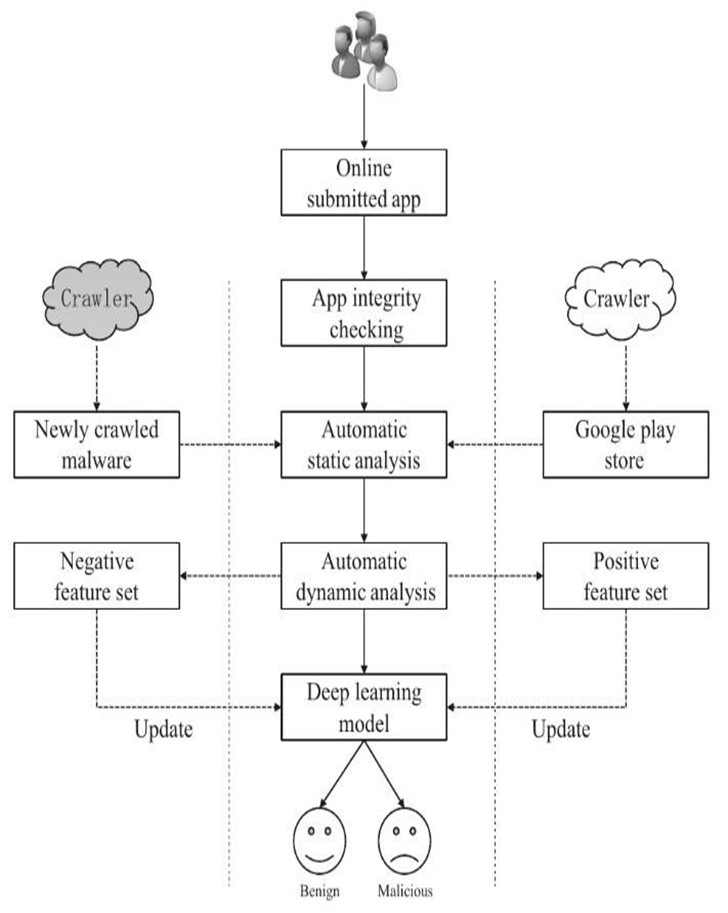 Online
submitted app
Crawler
App integrity
checking
Crawler
Newly crawled
malware
Automatic
static analysis
Google play
store
Negative
feature set
Automatic
dynamic analysis
Positive
feature set
Deep learning
model
Update
Update
Benign
Malicious